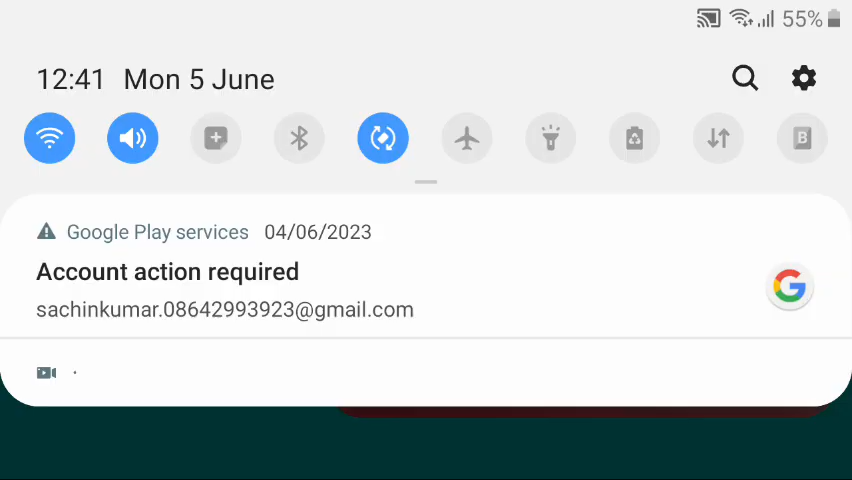 55%
12:41 Mon 5 June
B
Google Play services 04/06/2023
Account action required
sachinkumar.08642993923@gmail.com
G